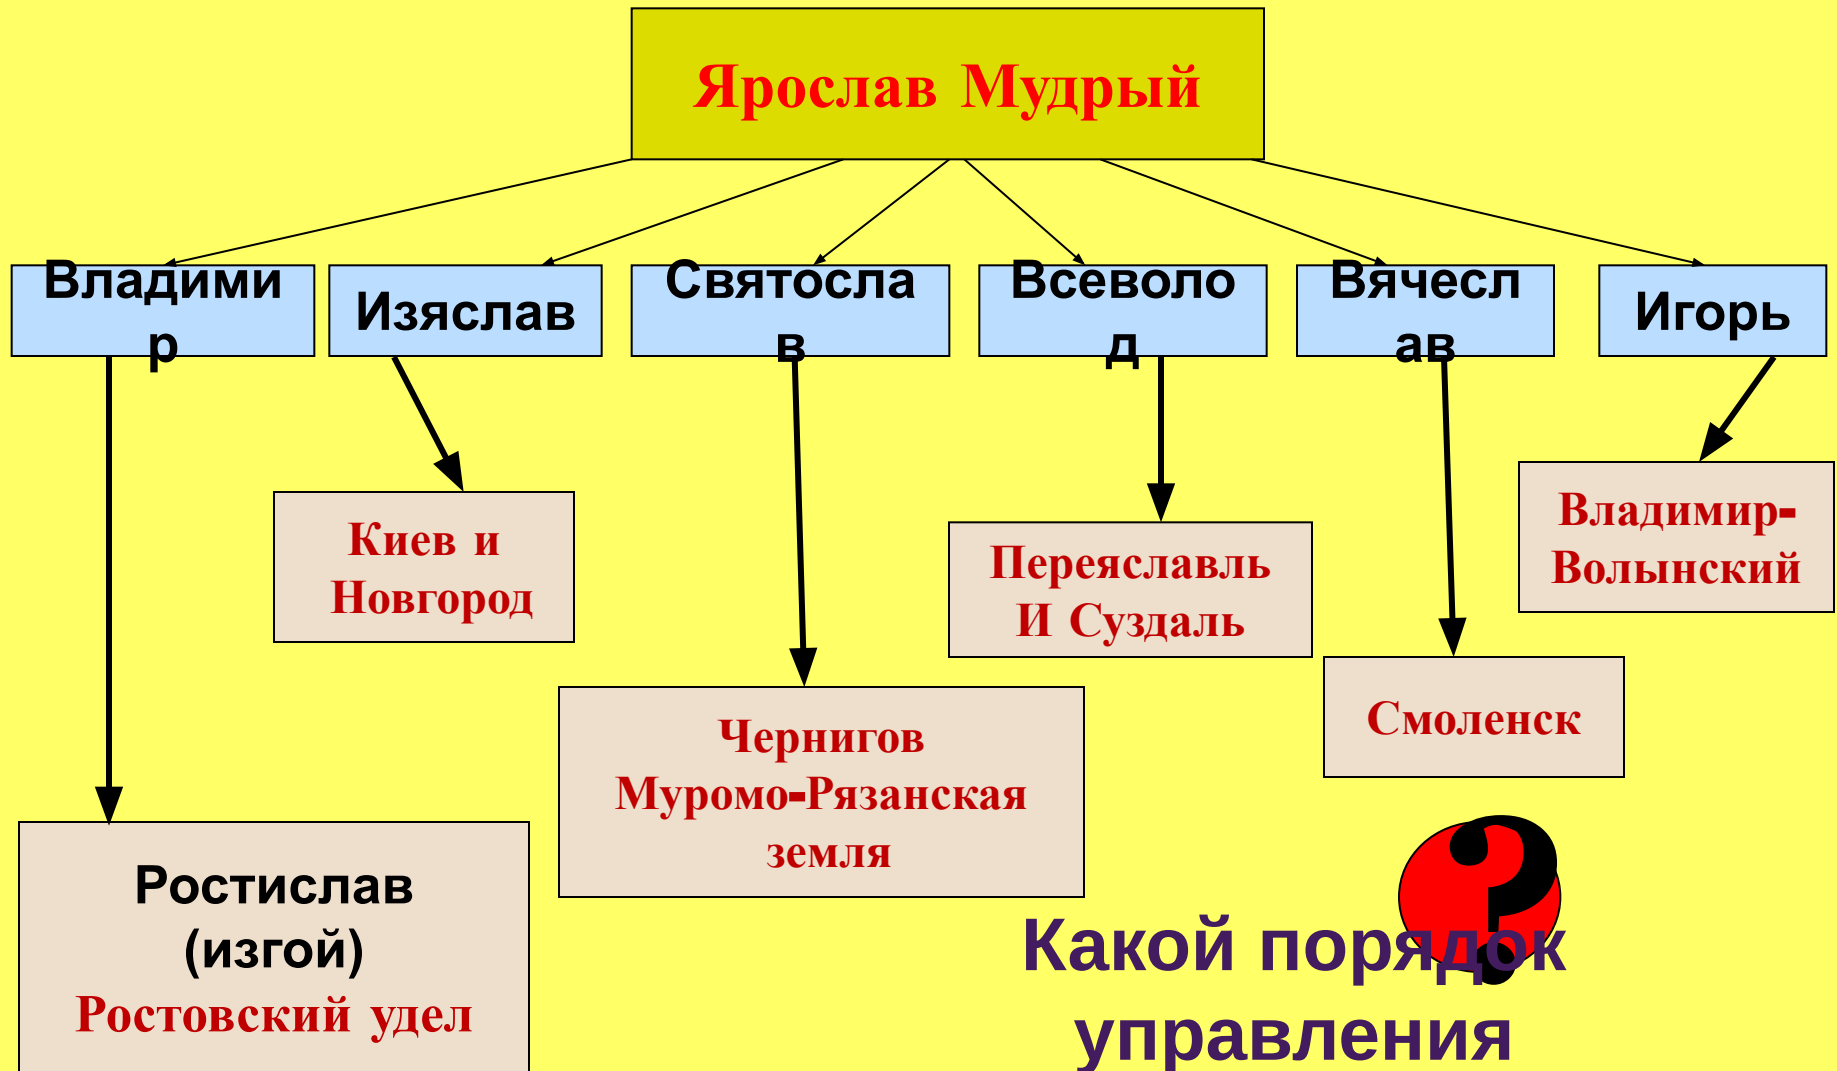 Ярослав Мудрый
Владими
р
Изяслав
Святосла
в
Всеволо
д
Вячесл
ав
Игорь
Киев и
Новгород
Чернигов
Муромо-Рязанская
земля
Переяславль
И Суздаль
Смоленск
Владимир-
Волынский
Ростислав
(изгой)
Ростовский удел
?
Какой порядок
управления